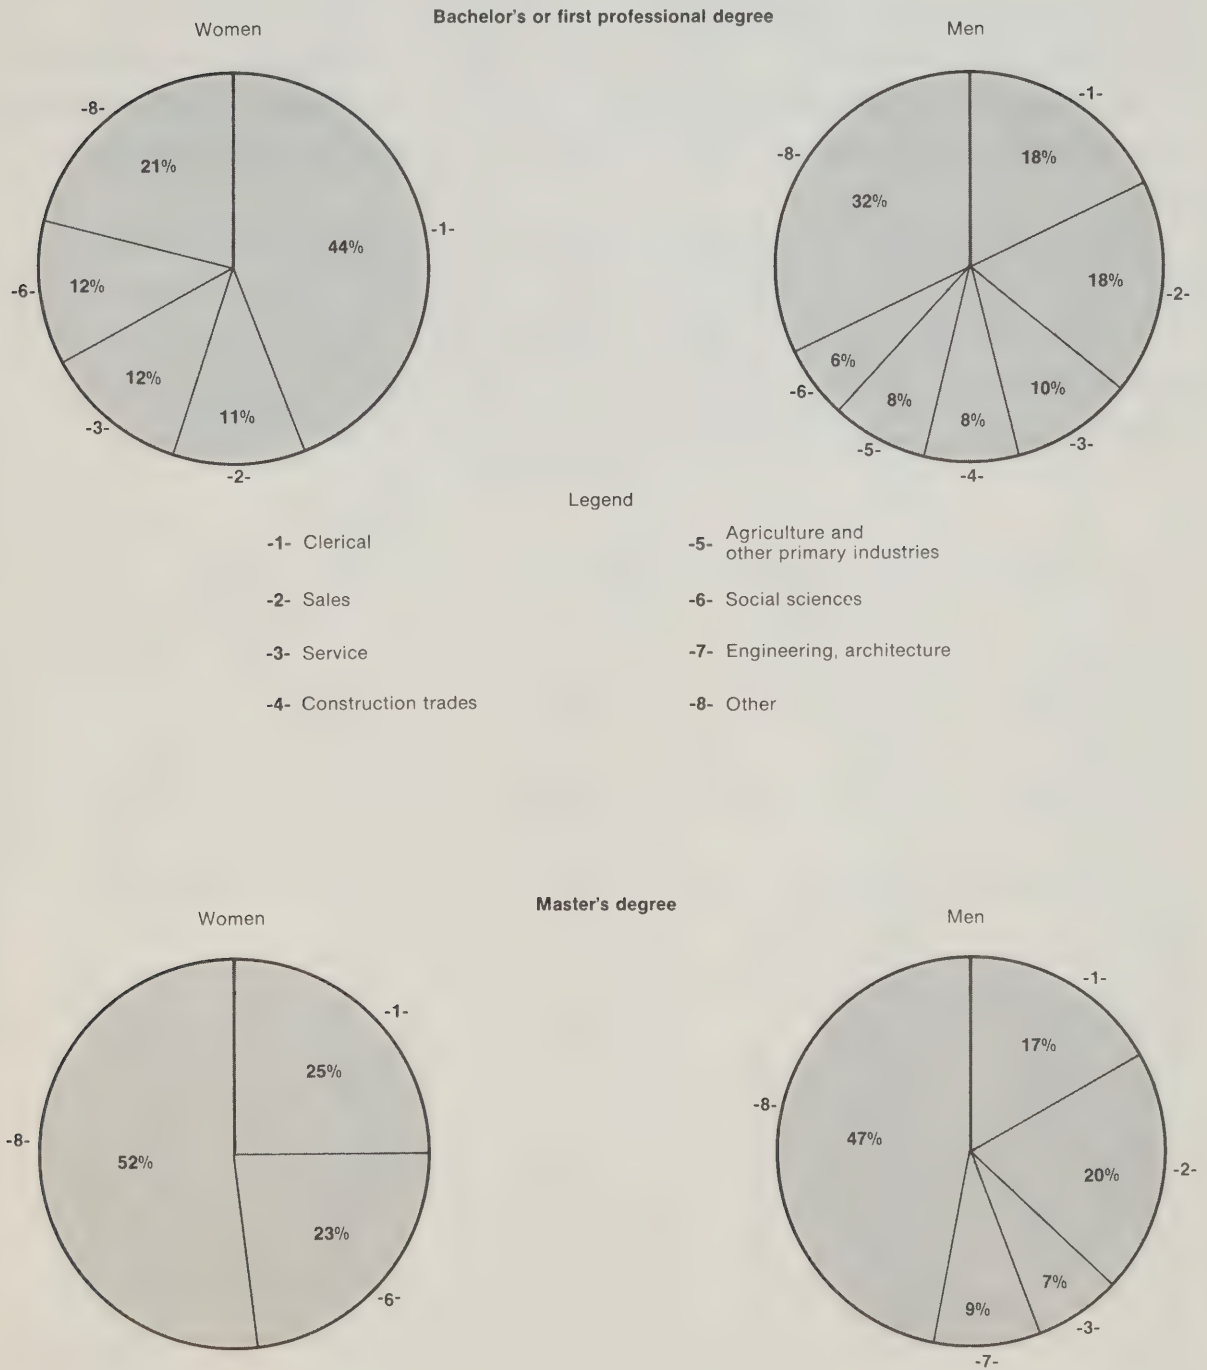 Bachelor's or first professional degree
Women
Men
-8-
21%
-1-
44%
-6-
12%
12%
-3-
11%
-2-
-1-
18%
-8-
32%
18%
-2-
6%
-6-
8%
-5-
8%
-4-
10%
-3-
Legend
-1- Clerical
-2- Sales
-3- Service
-4- Construction trades
-5- Agriculture and
other primary industries
-6- Social sciences
-7- Engineering, architecture
-8- Other
Master's degree
Women
Men
-1-
25%
-8-
52%
23%
-6-
-1-
17%
-8-
47%
20%
-2-
7%
-3-
9%
-7-